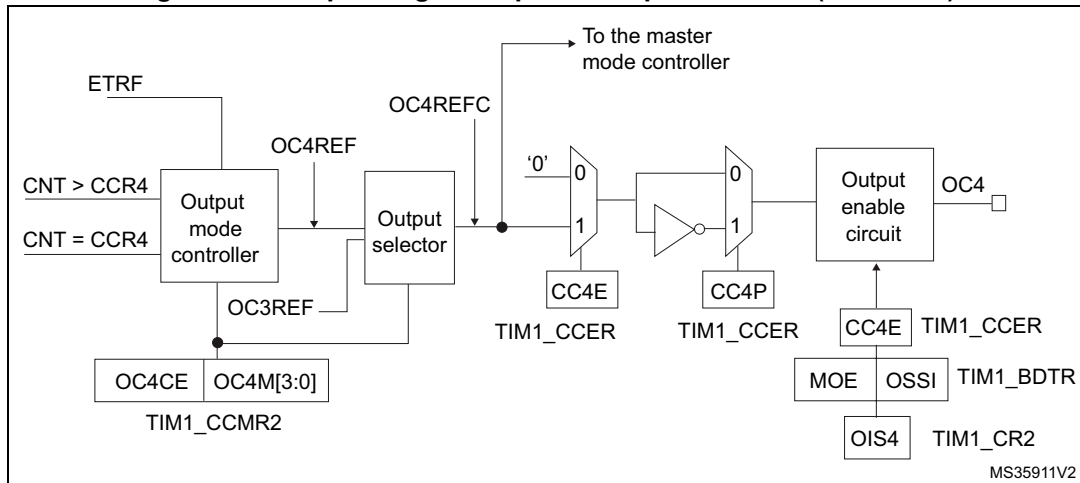 To the master
mode controller
ETRF
OC4REFC
OC4REF
'0'
0
0
CNT > CCR4
Output
mode
controller
Output
selector
Output
enable
circuit
OC4
CNT = CCR4
1
1
OC3REF
CC4E
CC4P
TIM1_CCER
TIM1_CCER
CC4E
TIM1_CCER
OC4CE
OC4M[3:0]
MOE
OSSI
TIM1_BDTR
TIM1_CCMR2
OIS4
TIM1_CR2
MS35911V2